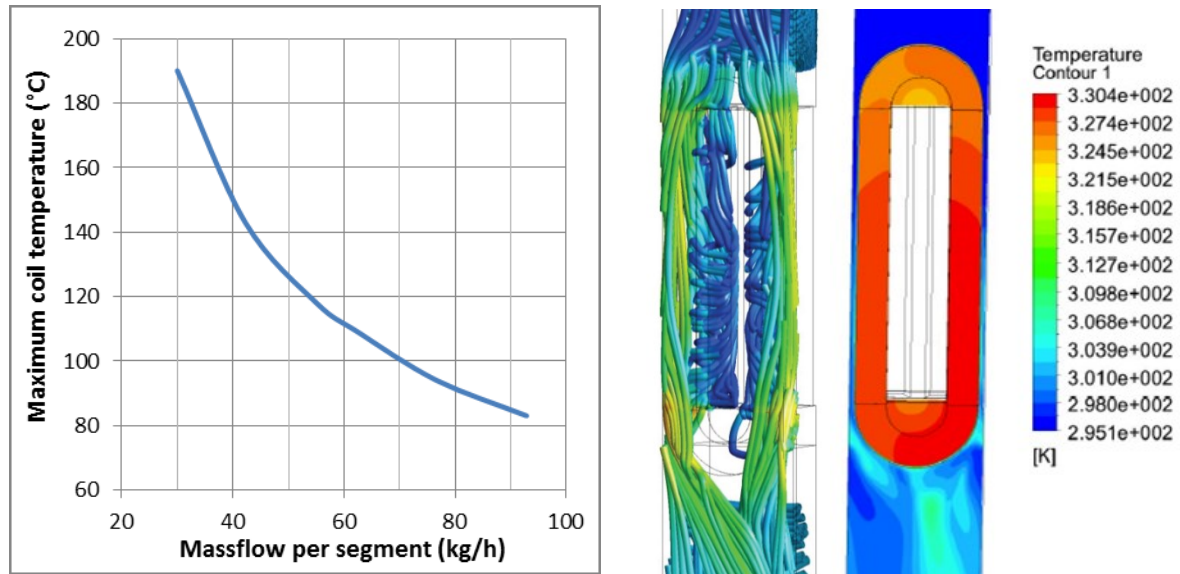 200
180
160
140
120
100
80
60
20 40 60 80 100
Maximum coil temperature (°C)
Massflow per segment (kg/h)
Temperature
Contour 1
3.304e+002
3.274e+002
3.245e+002
3.215e+002
3.186e+002
3.157e+002
3.127e+002
3.098e+002
3.068e+002
3.039e+002
3.010e+002
2.980e+002
2.951e+002
[K]